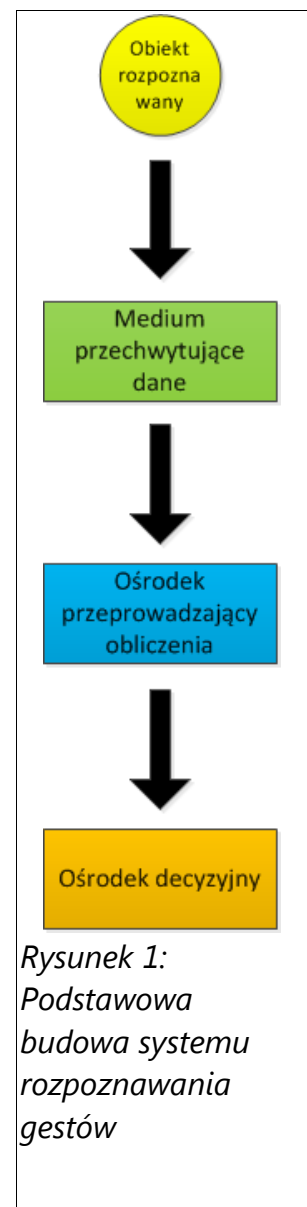 Obiekt
rozpozna
wany
Medium
przechwytujące
dane
Ośrodek
przeprowadzający
obliczenia
Ośrodek decyzyjny
Rysunek 1:
Podstawowa
budowa systemu
rozpoznawania
gestów